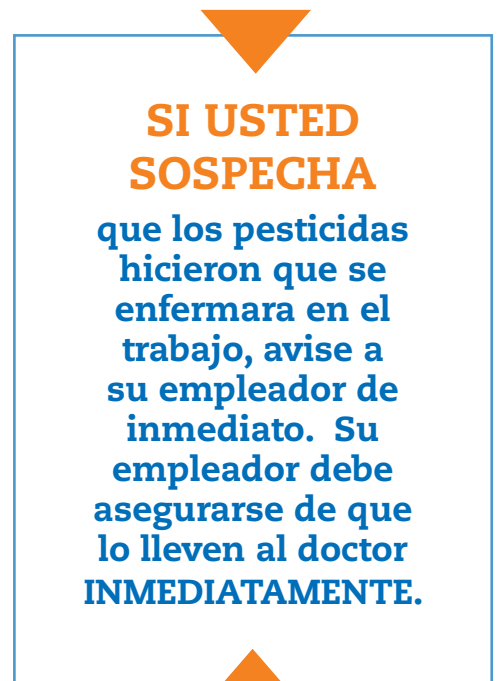 SI USTED
SOSPECHA
que los pesticidas
hicieron que se
enfermara en el
trabajo, avise a
su empleador de
inmediato.  Su
empleador debe
asegurarse de que
lo lleven al doctor
INMEDIATAMENTE.